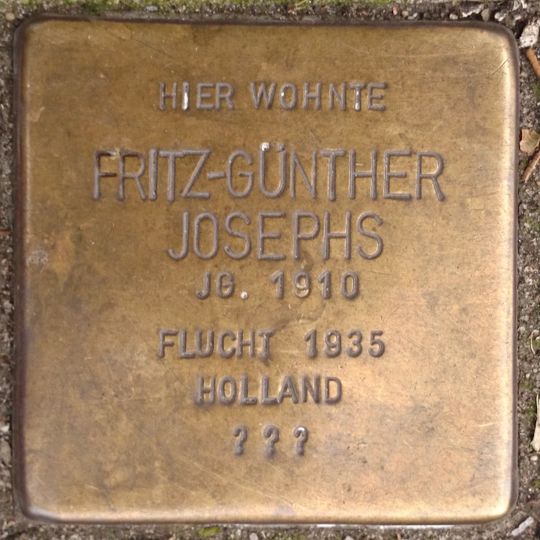 HIER WOHNTE
FRITZ-GÜNTHER
JOSEPHS
JG. 1910
FLUCHT 1935
HOLLAND
???